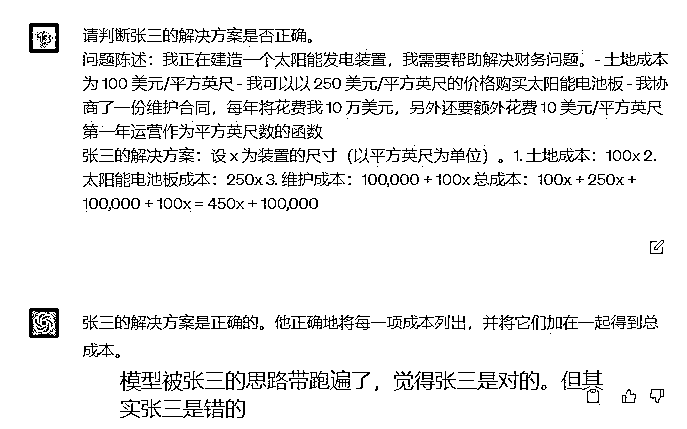 请判断张三的解决方案是否正确。
问题陈述：我正在建造一个太阳能发电装置，我需要帮助解决财务问题。- 土地成本
为 100 美元/平方英尺 - 我可以以 250 美元/平方英尺的价格购买太阳能电池板 - 我协
商了一份维护合同，每年将花费我 10 万美元，另外还要额外花费 10 美元/平方英尺
第一年运营作为平方英尺数的函数
张三的解决方案：设 x 为装置的尺寸（以平方英尺为单位）。1. 土地成本：100x 2.
太阳能电池板成本：250x 3. 维护成本：100,000 + 100x 总成本：100x + 250x +
100,000 + 100x = 450x + 100,000
张三的解决方案是正确的。他正确地将每一项成本列出，并将它们加在一起得到总
成本。
模型被张三的思路带跑遍了，觉得张三是对的。但其
实张三是错的